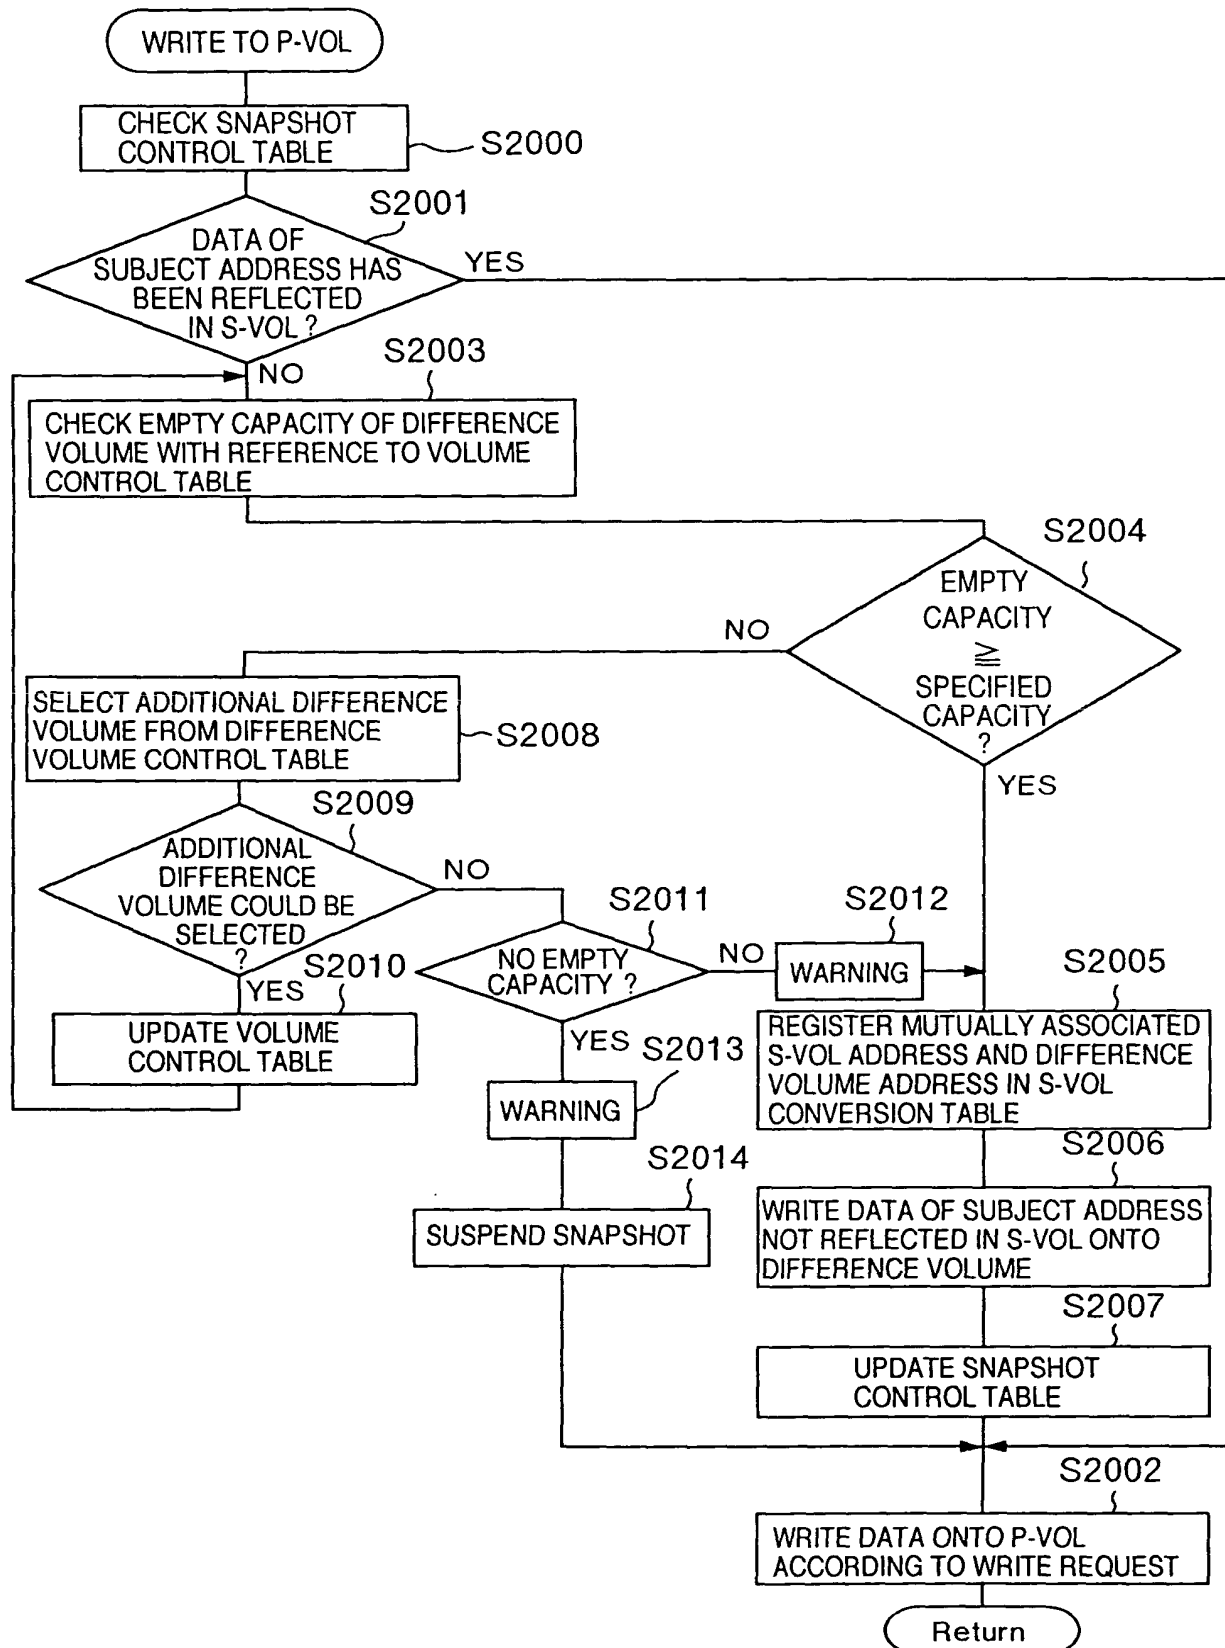 WRITE TO P-VOL
CHECK SNAPSHOT
CONTROL TABLE
S2000
S2001
DATA OF
SUBJECT ADDRESS HAS
BEEN REFLECTED
IN S-VOL ?
YES
NO
S2003
CHECK EMPTY CAPACITY OF DIFFERENCE
VOLUME WITH REFERENCE TO VOLUME
CONTROL TABLE
S2004
EMPTY
CAPACITY
≧
SPECIFIED
CAPACITY
?
NO
YES
SELECT ADDITIONAL DIFFERENCE
VOLUME FROM DIFFERENCE
VOLUME CONTROL TABLE
S2008
S2009
ADDITIONAL
DIFFERENCE
VOLUME COULD BE
SELECTED
?
NO
YES
S2010
UPDATE VOLUME
CONTROL TABLE
S2011
NO EMPTY
CAPACITY ?
NO
YES
S2012
WARNING
S2013
WARNING
S2014
SUSPEND SNAPSHOT
S2005
REGISTER MUTUALLY ASSOCIATED
S-VOL ADDRESS AND DIFFERENCE
VOLUME ADDRESS IN S-VOL
CONVERSION TABLE
S2006
WRITE DATA OF SUBJECT ADDRESS
NOT REFLECTED IN S-VOL ONTO
DIFFERENCE VOLUME
S2007
UPDATE SNAPSHOT
CONTROL TABLE
S2002
WRITE DATA ONTO P-VOL
ACCORDING TO WRITE REQUEST
Return